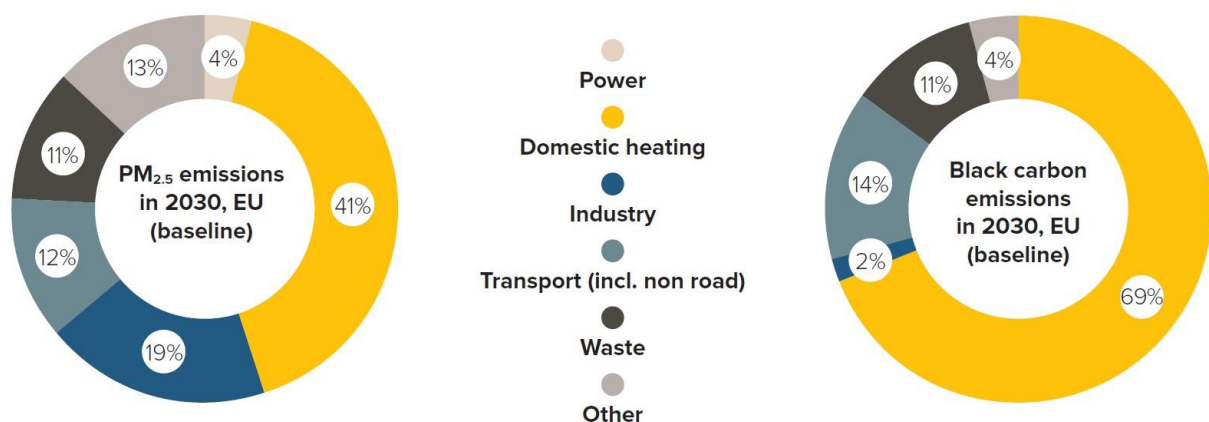 13%
4%
11%
PM₂.₅ emissions
in 2030, EU
(baseline)
41%
12%
19%
Power
Domestic heating
Industry
Transport (incl. non road)
Waste
Other
4%
11%
14%
Black carbon
emissions
in 2030, EU
(baseline)
2%
69%